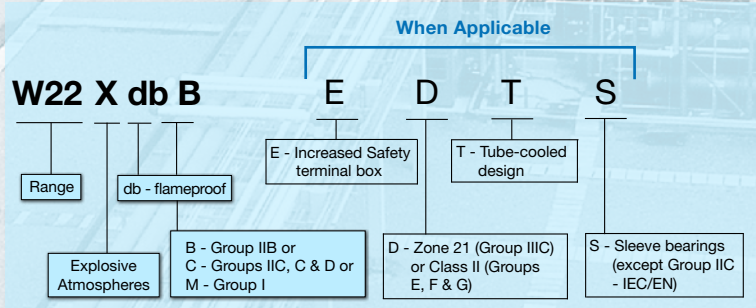 When Applicable
W22 X db B E D T S
E - Increased Safety
terminal box
T - Tube-cooled
design
Range
db - flameproof
Explosive
Atmospheres
B - Group IIB or
C - Groups IIC, C & D or
M - Group I
D - Zone 21 (Group IIIC)
or Class II (Groups
E, F & G)
S - Sleeve bearings
(except Group IIC
- IEC/EN)